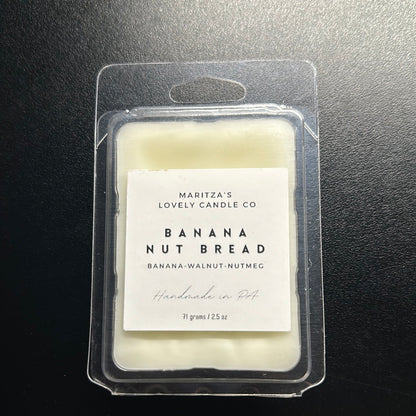 MARITZA'S
LOVELY CANDLE CO
BANANA
NUT BREAD
BANANA-WALNUT-NUTMEG
Handmade in PA
71 grams / 2.5 oz